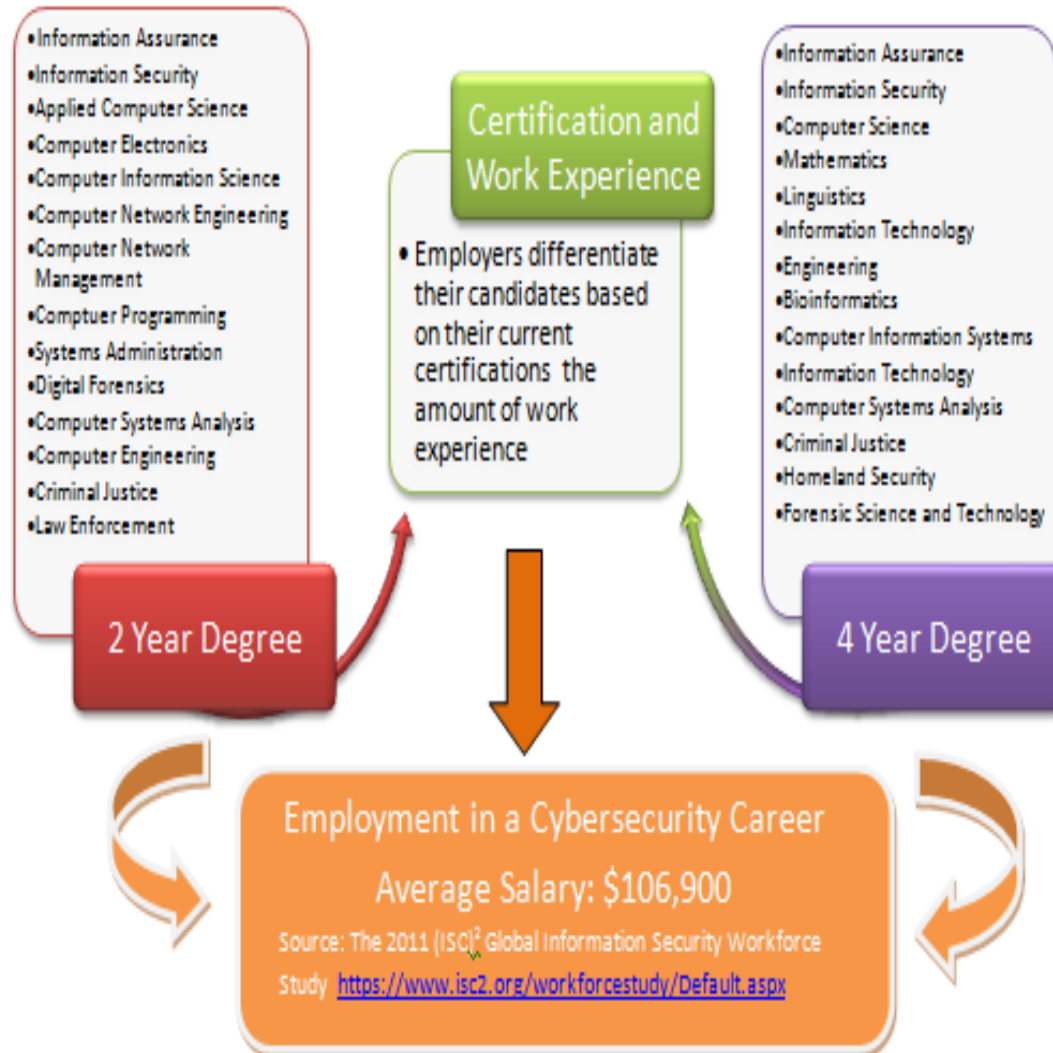 •Information Assurance
•Information Security
•Applied Computer Science
•Computer Electronics
•Computer Information Science
•Computer Network Engineering
•Computer Network
Management
•Comptuer Programming
•Systems Administration
•Digital Forensics
•Computer Systems Analysis
•Computer Engineering
•Criminal Justice
•Law Enforcement
2 Year Degree
Certification and
Work Experience
• Employers differentiate
their candidates based
on their current
certifications the
amount of work
experience
•Information Assurance
•Information Security
•Computer Science
•Mathematics
•Linguistics
•Information Technology
•Engineering
•Bioinformatics
•Computer Information Systems
•Information Technology
•Computer Systems Analysis
•Criminal Justice
•Homeland Security
•Forensic Science and Technology
4 Year Degree
Employment in a Cybersecurity Career
Average Salary: $106,900
Source: The 2011 (ISC)² Global Information Security Workforce
Study https://www.isc2.org/workforcestudy/Default.aspx